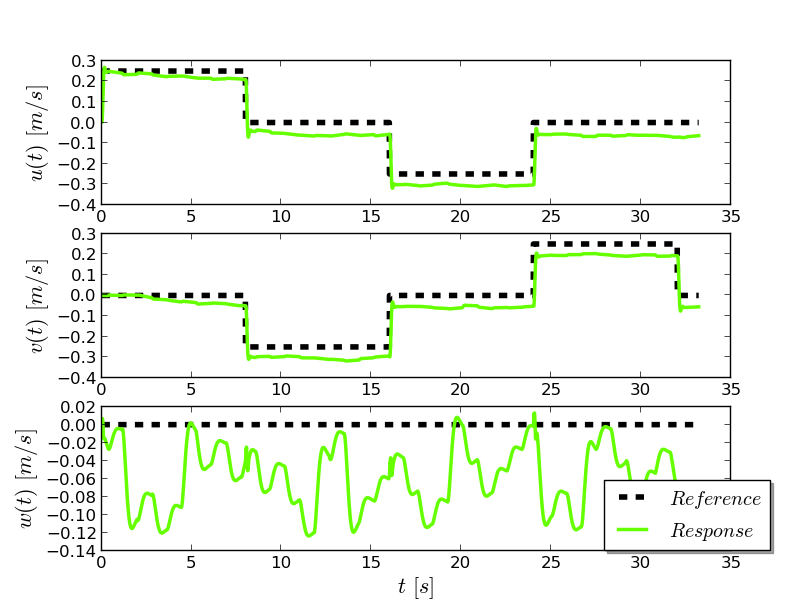 0.3
0.2
0.1
0.0
−0.1
−0.2
−0.3
−0.4
u(t) [m/s]
0 5 10 15 20 25 30 35
0.3
0.2
0.1
0.0
−0.1
−0.2
−0.3
−0.4
v(t) [m/s]
0 5 10 15 20 25 30 35
0.02
0.00
−0.02
−0.04
−0.06
−0.08
−0.10
−0.12
−0.14
w(t) [m/s]
Reference
Response
0 5 10 15 20 25 30 35
t [s]